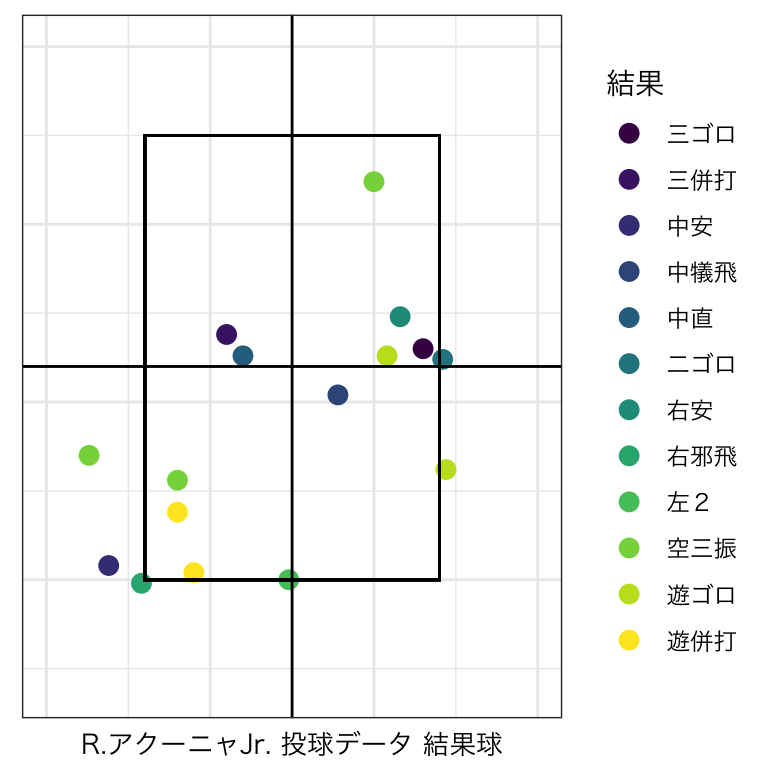 結果
三ゴロ
三併打
中安
中犠飛
中直
二ゴロ
右安
右邪飛
左２
空三振
遊ゴロ
遊併打
R.アクーニャJr. 投球データ 結果球